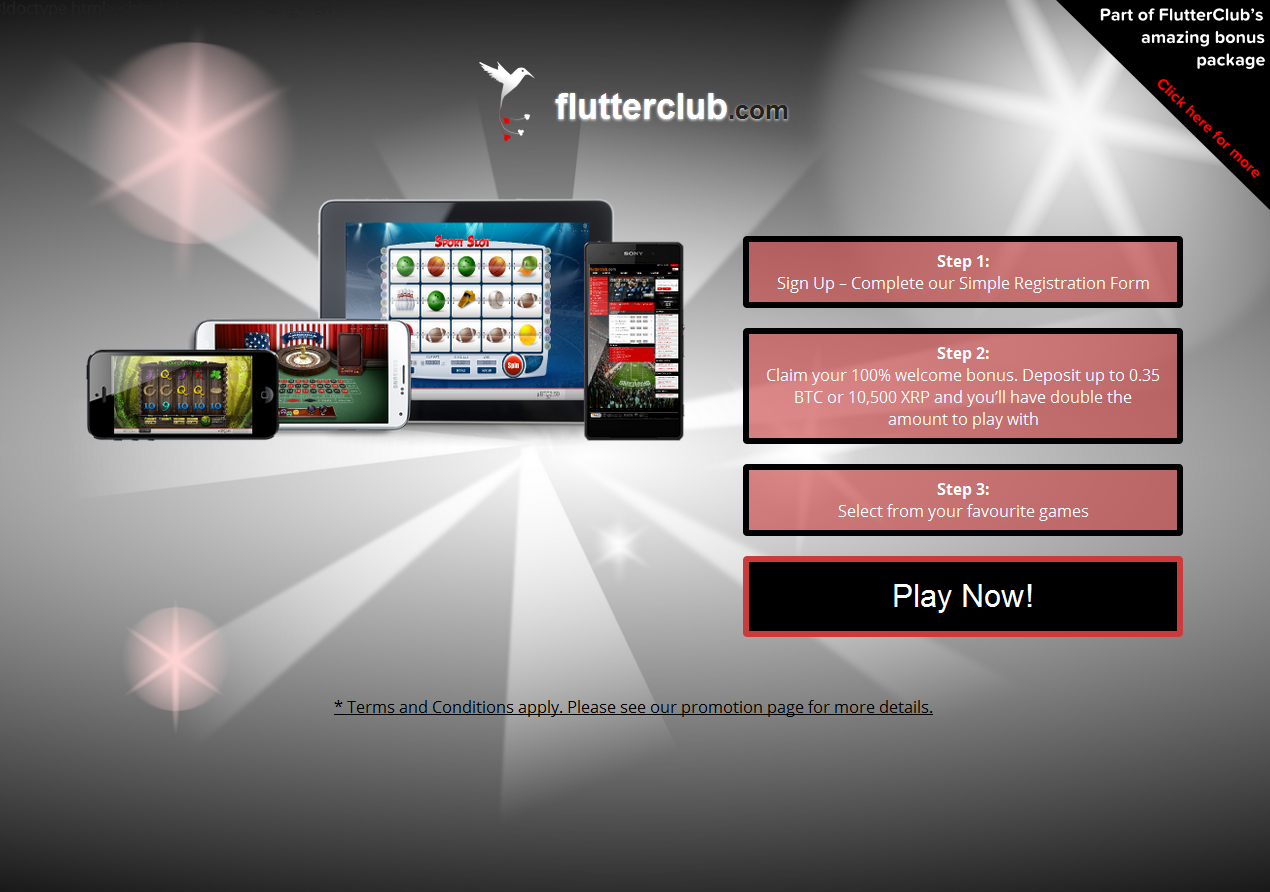 Part of FlutterClub's
amazing bonus
package
Click here for more
flutterclub.com
SPORT SLOT
SONY
Spin
Step 1:
Sign Up – Complete our Simple Registration Form
Step 2:
Claim your 100% welcome bonus. Deposit up to 0.35
BTC or 10,500 XRP and you'll have double the
amount to play with
Step 3:
Select from your favourite games
Play Now!
* Terms and Conditions apply. Please see our promotion page for more details.